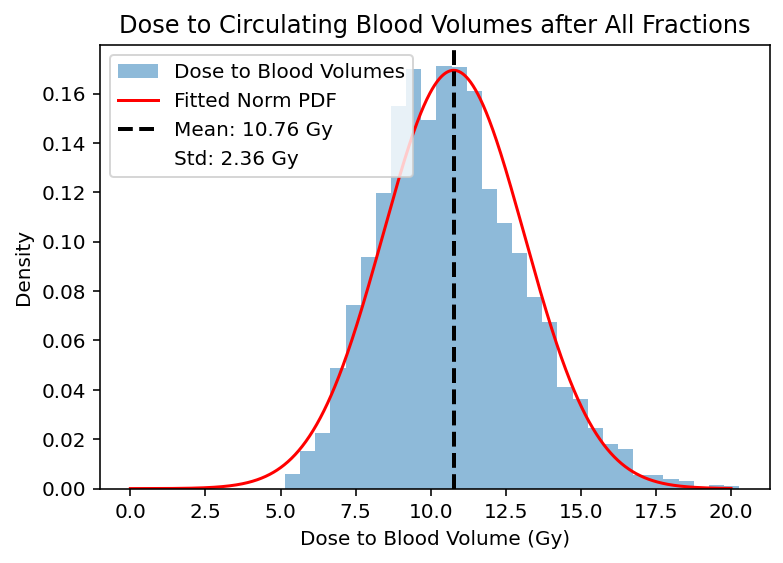 Dose to Circulating Blood Volumes after All Fractions
Dose to Blood Volumes
Fitted Norm PDF
Mean: 10.76 Gy
Std: 2.36 Gy
0.16
0.14
0.12
0.10
0.08
0.06
0.04
0.02
0.00
Density
0.0 2.5 5.0 7.5 10.0 12.5 15.0 17.5 20.0
Dose to Blood Volume (Gy)